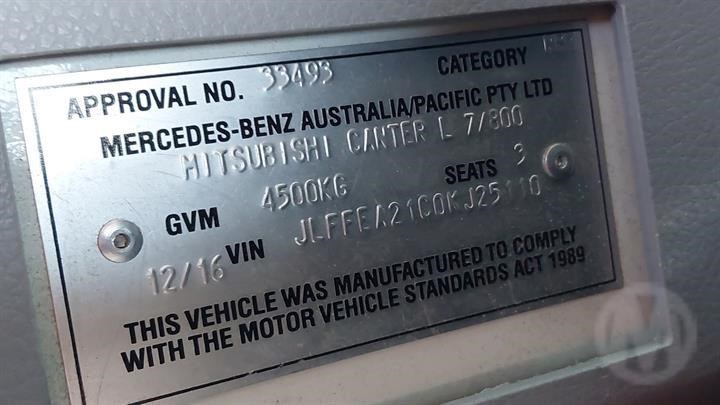 APPROVAL NO. 33493 CATEGORY
MERCEDES-BENZ AUSTRALIA/PACIFIC PTY LTD
MITSUBISHI CANTER L 7/800
GVM 4500KG SEATS 3
12/16 VIN JLFFEA21C0KJ25110
THIS VEHICLE WAS MANUFACTURED TO COMPLY
WITH THE MOTOR VEHICLE STANDARDS ACT 1989
M